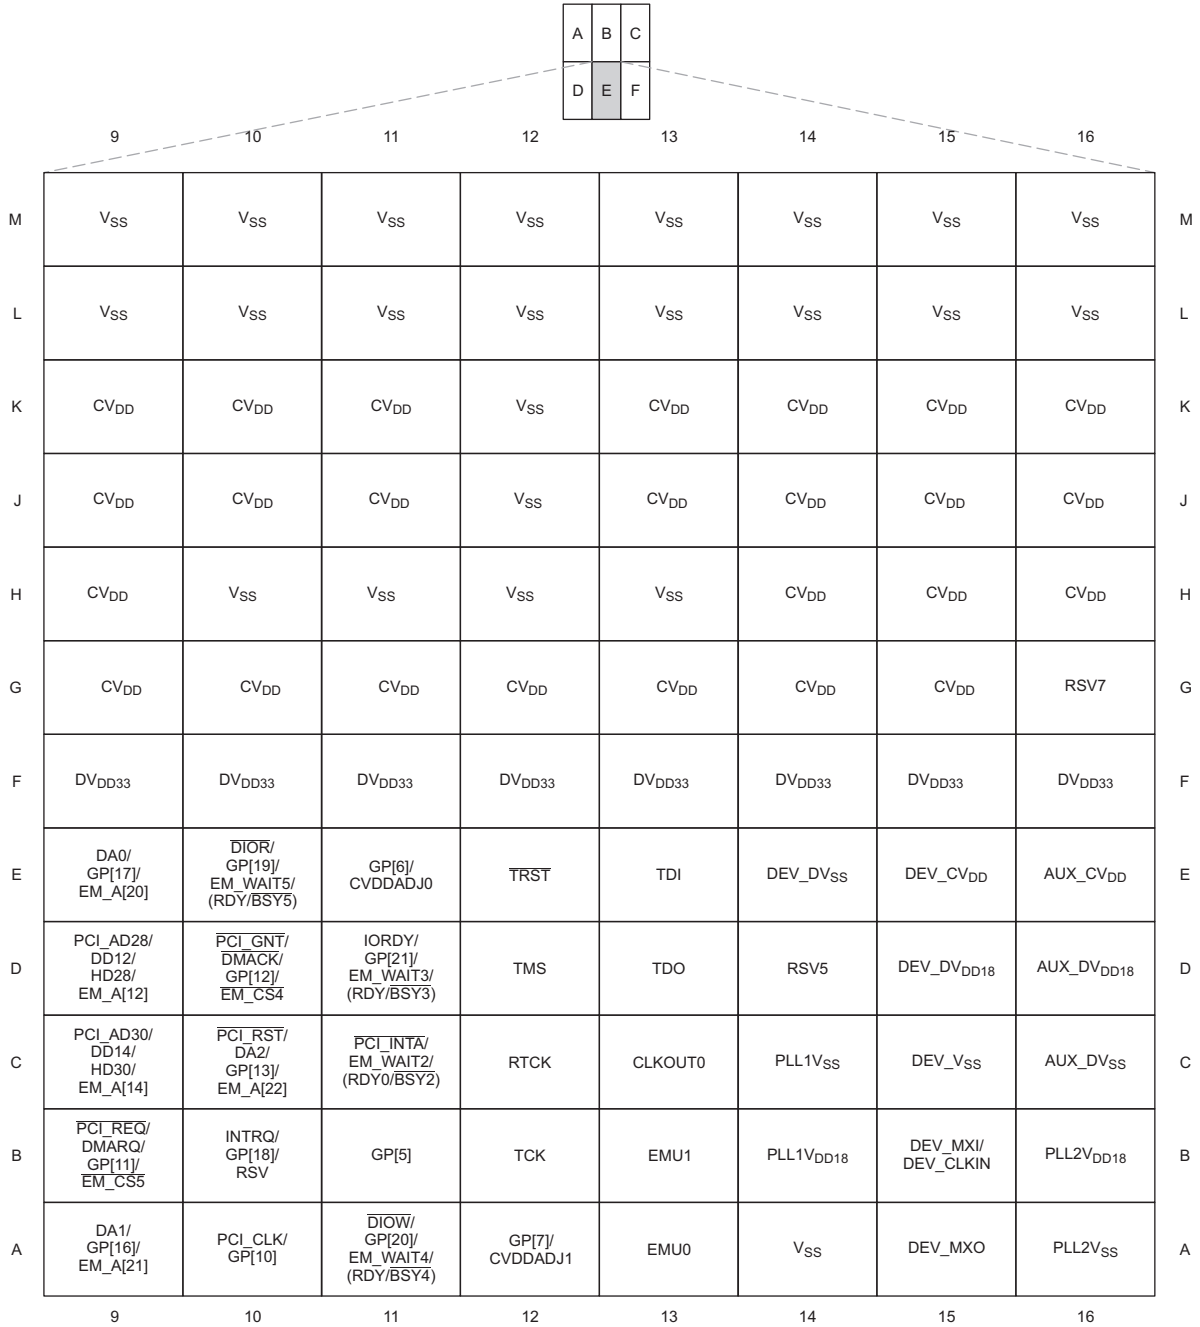 A B C
D E F
9 10 11 12 13 14 15 16
M VSS VSS VSS VSS VSS VSS VSS VSS M
L VSS VSS VSS VSS VSS VSS VSS VSS L
K CVDD CVDD CVDD VSS CVDD CVDD CVDD CVDD K
J CVDD CVDD CVDD VSS CVDD CVDD CVDD CVDD J
H CVDD VSS VSS VSS VSS CVDD CVDD CVDD H
G CVDD CVDD CVDD CVDD CVDD CVDD CVDD RSV7 G
F DVDD33 DVDD33 DVDD33 DVDD33 DVDD33 DVDD33 DVDD33 DVDD33 F
E
DA0/
GP[17]/
EM_A[20]
DIOR/
GP[19]/
EM_WAIT5/
(RDY/BSY5)
GP[6]/
CVDDADJ0
TRST
TDI
DEV_DVSS
DEV_CVDD
AUX_CVDD
E
D
PCI_AD28/
DD12/
HD28/
EM_A[12]
PCI_GNT/
DMACK/
GP[12]/
EM_CS4
IORDY/
GP[21]/
EM_WAIT3/
(RDY/BSY3)
TMS
TDO
RSV5
DEV_DVDD18
AUX_DVDD18
D
C
PCI_AD30/
DD14/
HD30/
EM_A[14]
PCI_RST/
DA2/
GP[13]/
EM_A[22]
PCI_INTA/
EM_WAIT2/
(RDY0/BSY2)
RTCK
CLKOUT0
PLL1VSS
DEV_VSS
AUX_DVSS
C
B
PCI_REQ/
DMARQ/
GP[11]/
EM_CS5
INTRQ/
GP[18]/
RSV
GP[5]
TCK
EMU1
PLL1VDD18
DEV_MXI/
DEV_CLKIN
PLL2VDD18
B
A
DA1/
GP[16]/
EM_A[21]
PCI_CLK/
GP[10]
DIOW/
GP[20]/
EM_WAIT4/
(RDY/BSY4)
GP[7]/
CVDDADJ1
EMU0
VSS
DEV_MXO
PLL2VSS
A
9 10 11 12 13 14 15 16